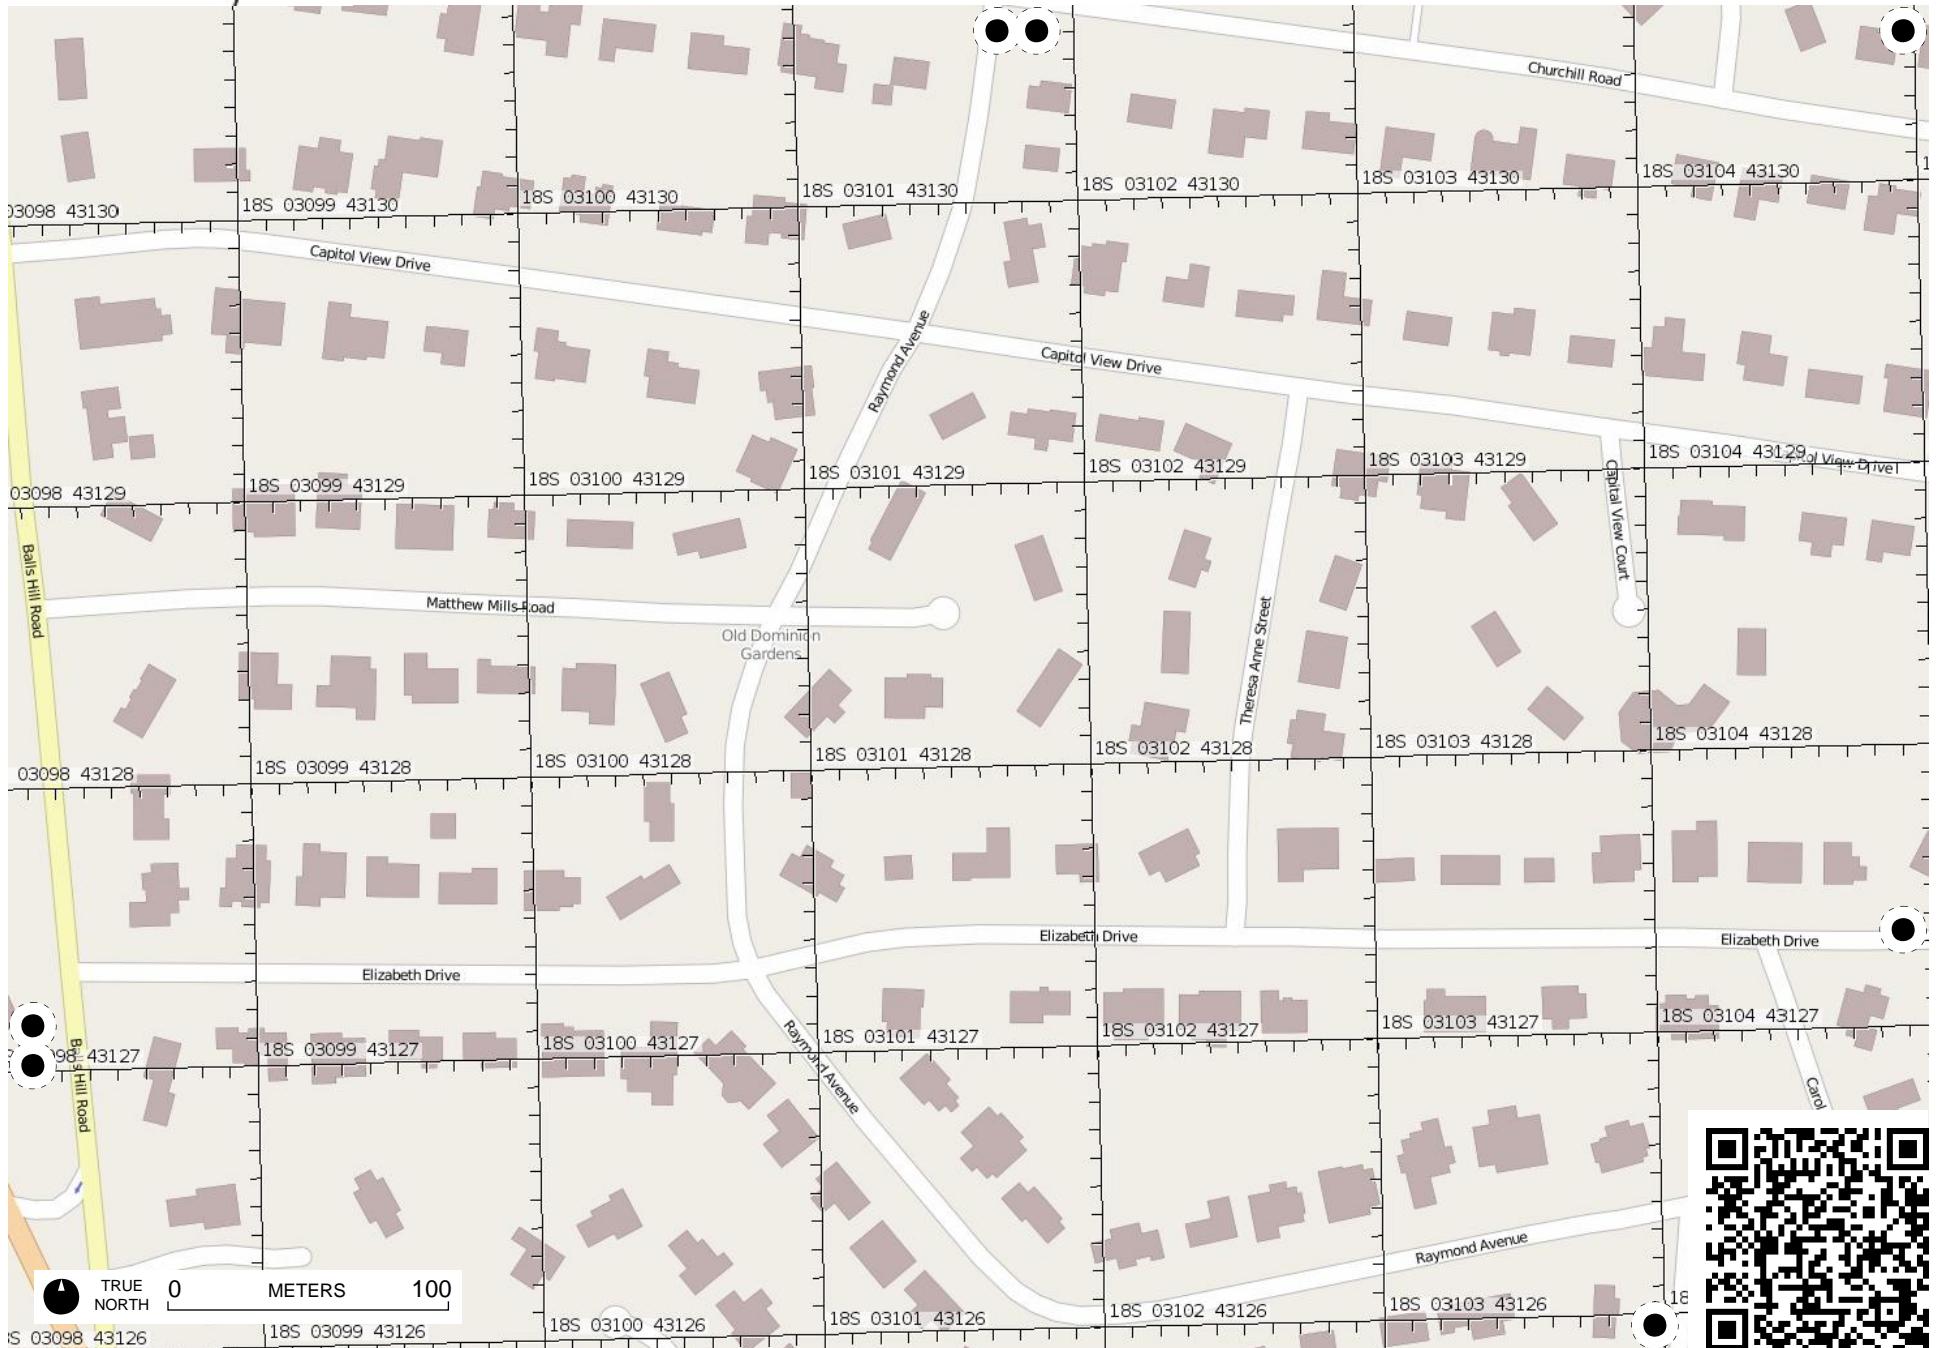 Churchill Road
03098 43130
18S 03099 43130
18S 03100 43130
18S 03101 43130
18S 03102 43130
18S 03103 43130
18S 03104 43130
Capitol View Drive
Raymond Avenue
Capitol View Drive
03098 43129
18S 03099 43129
18S 03100 43129
18S 03101 43129
18S 03102 43129
18S 03103 43129
18S 03104 43129
View Drive
Capital View Court
Balls Hill Road
Matthew Mills Road
Old Dominion
Gardens
Theresa Anne Street
03098 43128
18S 03099 43128
18S 03100 43128
18S 03101 43128
18S 03102 43128
18S 03103 43128
18S 03104 43128
Elizabeth Drive
Elizabeth Drive
Elizabeth Drive
098 43127
18S 03099 43127
18S 03100 43127
18S 03101 43127
18S 03102 43127
18S 03103 43127
18S 03104 43127
Balls Hill Road
Raymond Avenue
Carol
Raymond Avenue
TRUE
NORTH
0 METERS 100
S 03098 43126
18S 03099 43126
18S 03100 43126
18S 03101 43126
18S 03102 43126
18S 03103 43126
18